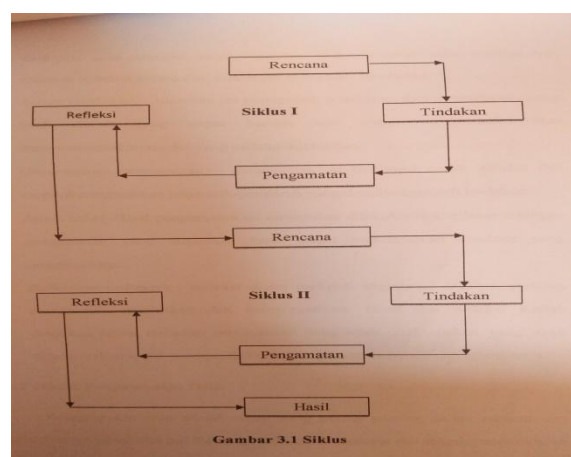 Rencana
Refleksi
Siklus I
Tindakan
Pengamatan
Rencana
Refleksi
Siklus II
Tindakan
Pengamatan
Hasil
Gambar 3.1 Siklus